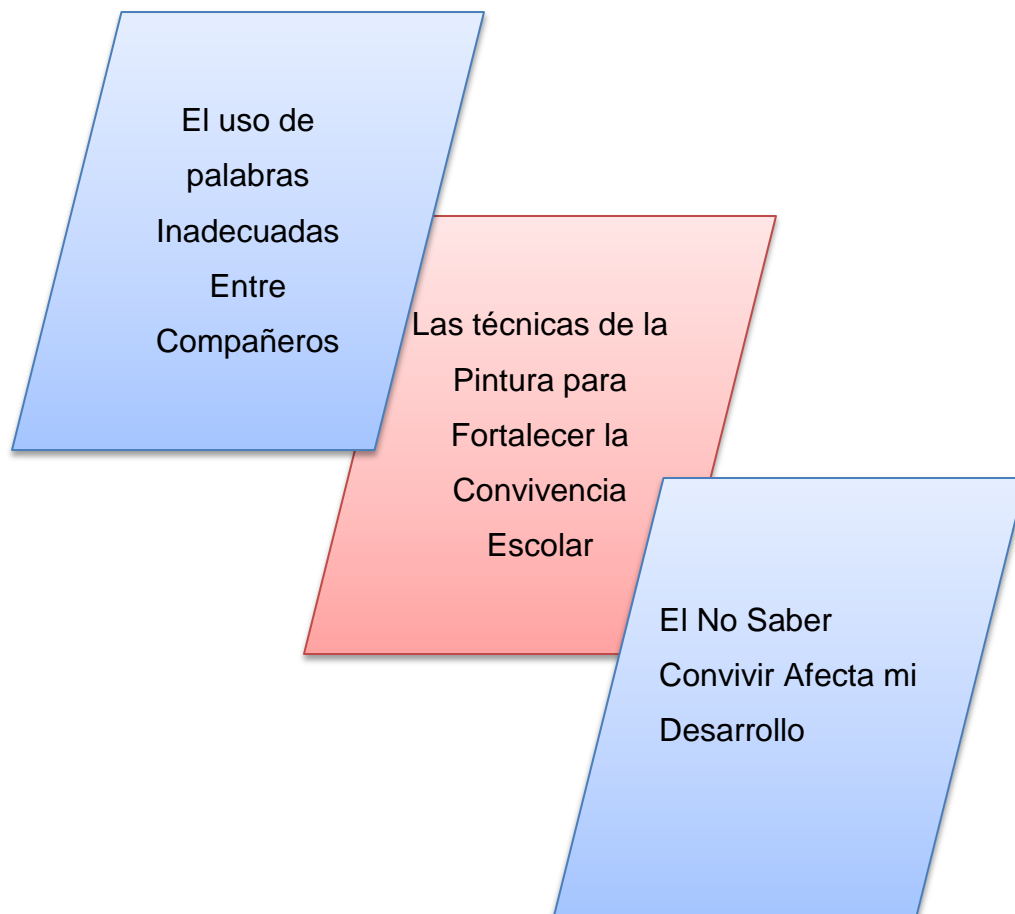 El uso de
palabras
Inadecuadas
Entre
Compañeros
Las técnicas de la
Pintura para
Fortalecer la
Convivencia
Escolar
El No Saber
Convivir Afecta mi
Desarrollo